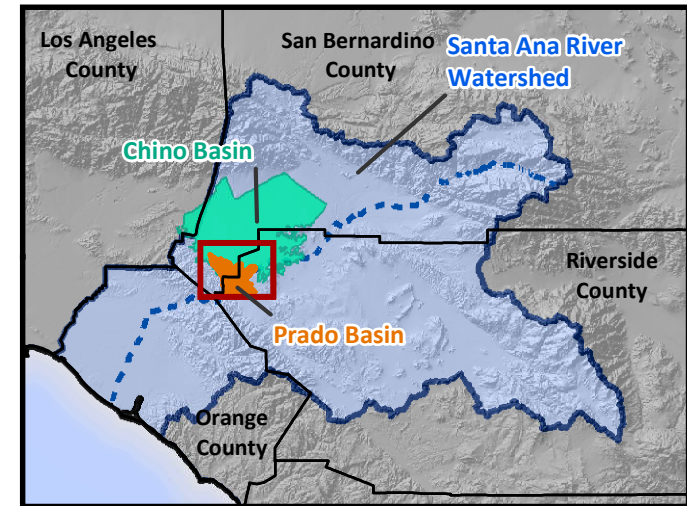 Los Angeles
County
San Bernardino
County
Santa Ana River
Watershed
Chino Basin
Riverside
County
Prado Basin
Orange
County